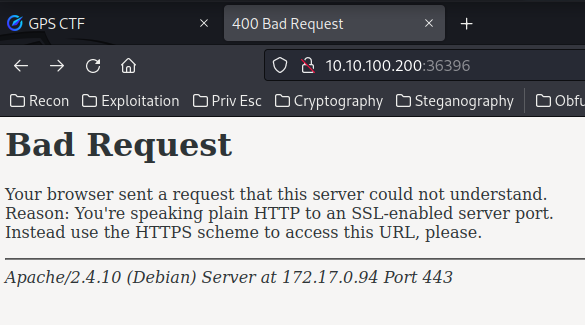 GPS CTF
400 Bad Request
10.10.100.200:36396
Recon Exploitation Priv Esc Cryptography Steganography Obfu
Bad Request
Your browser sent a request that this server could not understand.
Reason: You're speaking plain HTTP to an SSL-enabled server port.
Instead use the HTTPS scheme to access this URL, please.
Apache/2.4.10 (Debian) Server at 172.17.0.94 Port 443